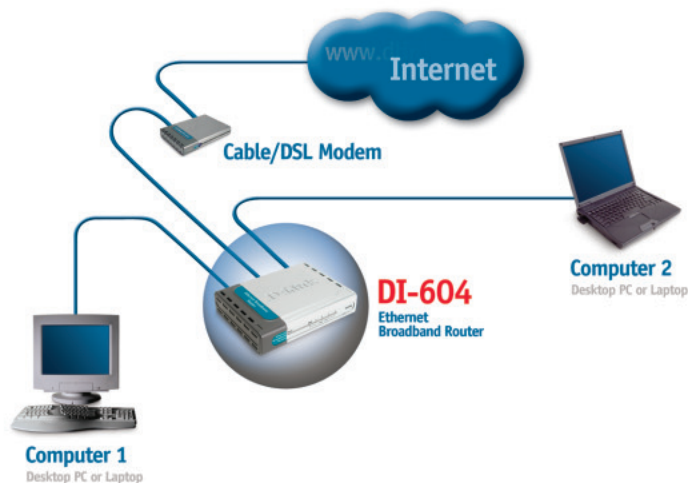 www.d
Internet
Cable/DSL Modem
Computer 2
Desktop PC or Laptop
DI-604
Ethernet
Broadband Router
D-Link
Computer 1
Desktop PC or Laptop